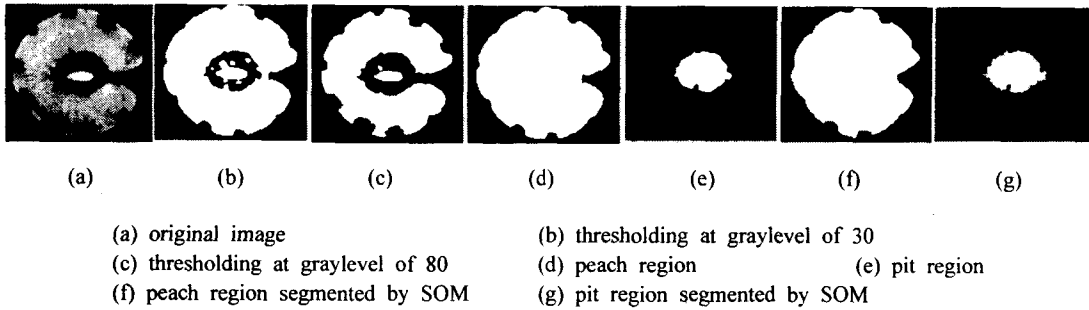 (a) (b) (c) (d) (e) (f) (g)
(a) original image (b) thresholding at graylevel of 30
(c) thresholding at graylevel of 80 (d) peach region (e) pit region
(f) peach region segmented by SOM (g) pit region segmented by SOM